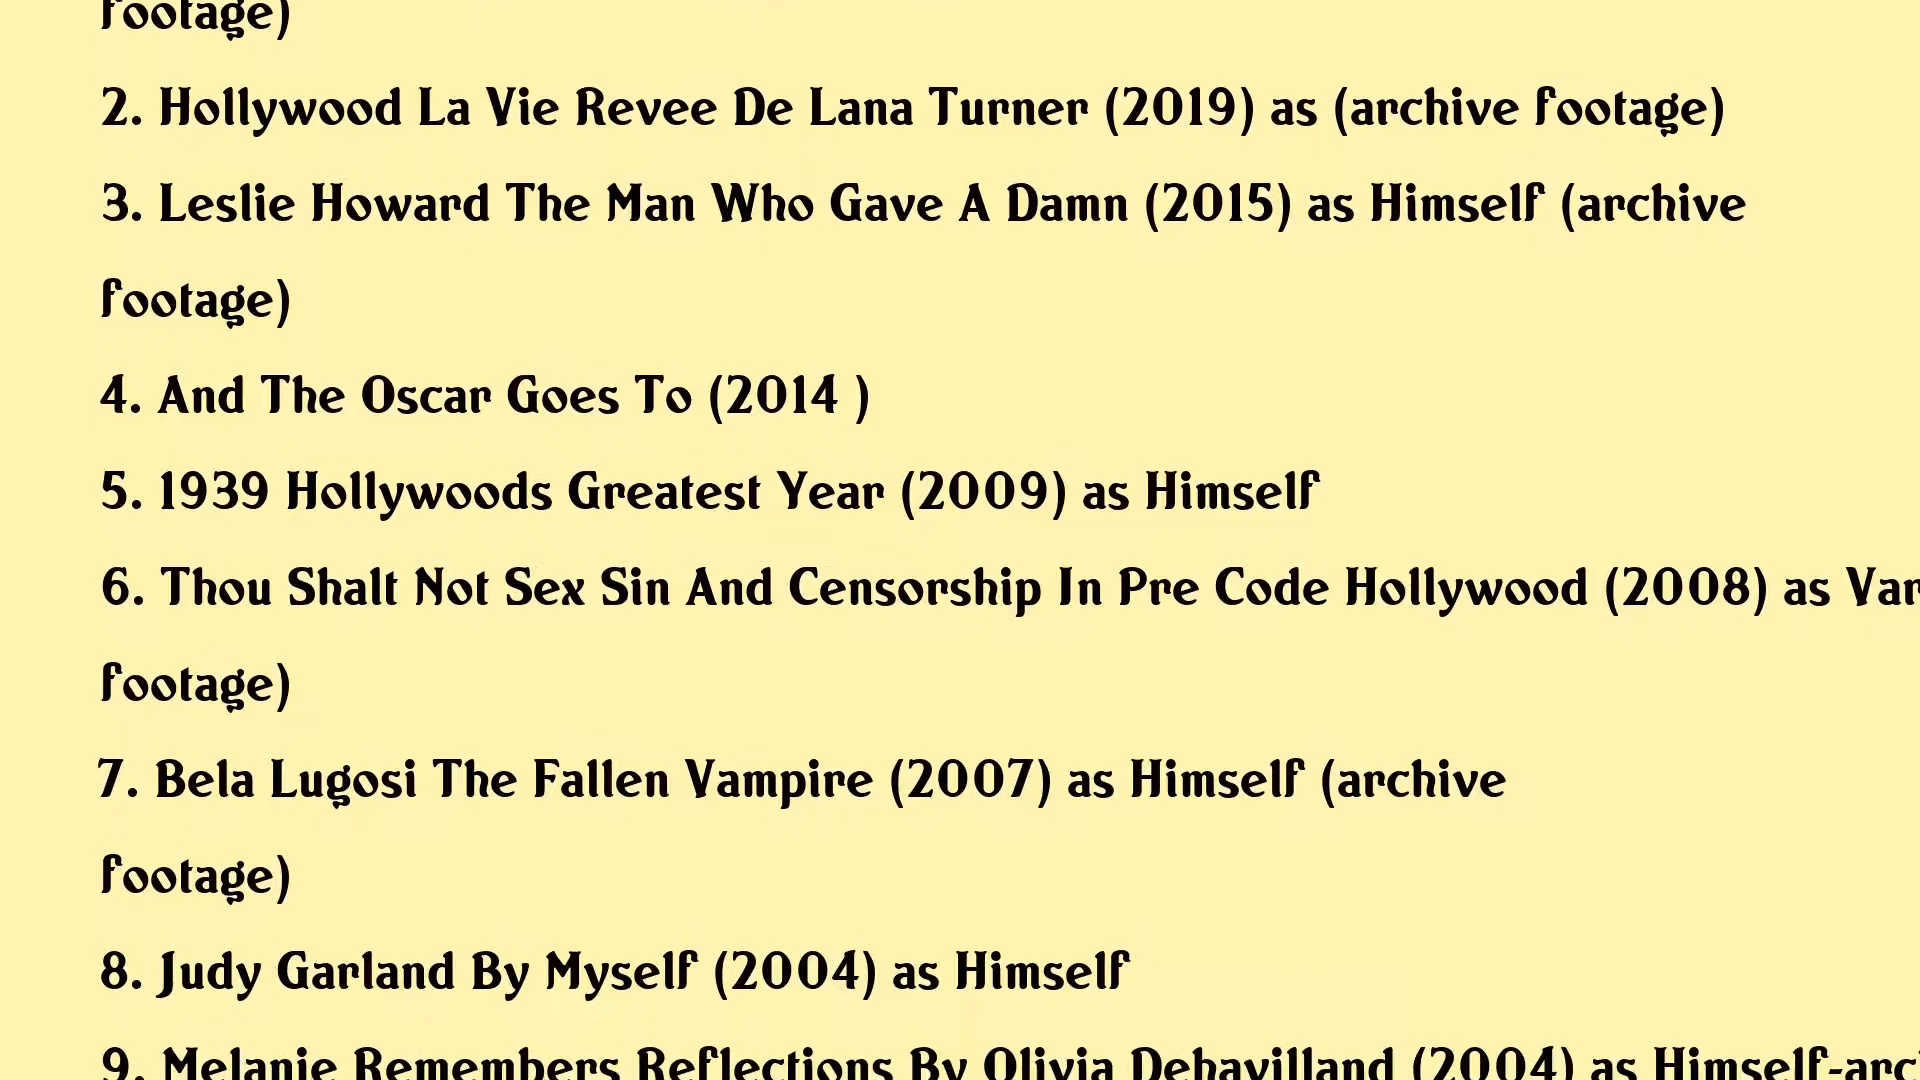 footage)
2. Hollywood La Vie Revee De Lana Turner (2019) as (archive footage)
3. Leslie Howard The Man Who Gave A Damn (2015) as Himself (archive
footage)
4. And The Oscar Goes To (2014 )
5. 1939 Hollywoods Greatest Year (2009) as Himself
6. Thou Shalt Not Sex Sin And Censorship In Pre Code Hollywood (2008) as
footage)
7. Bela Lugosi The Fallen Vampire (2007) as Himself (archive
footage)
8. Judy Garland By Myself (2004) as Himself
9. Melanie Remembers Reflections By Olivia Dehavilland (2004) as